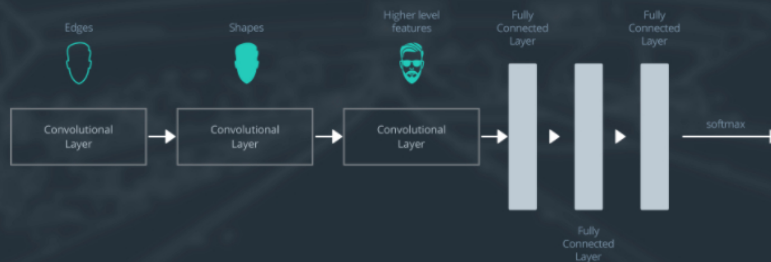 Edges
Shapes
Higher level
features
Fully
Connected
Layer
Fully
Connected
Layer
Convolutional
Layer
Convolutional
Layer
Convolutional
Layer
softmax
Fully
Connected
Layer